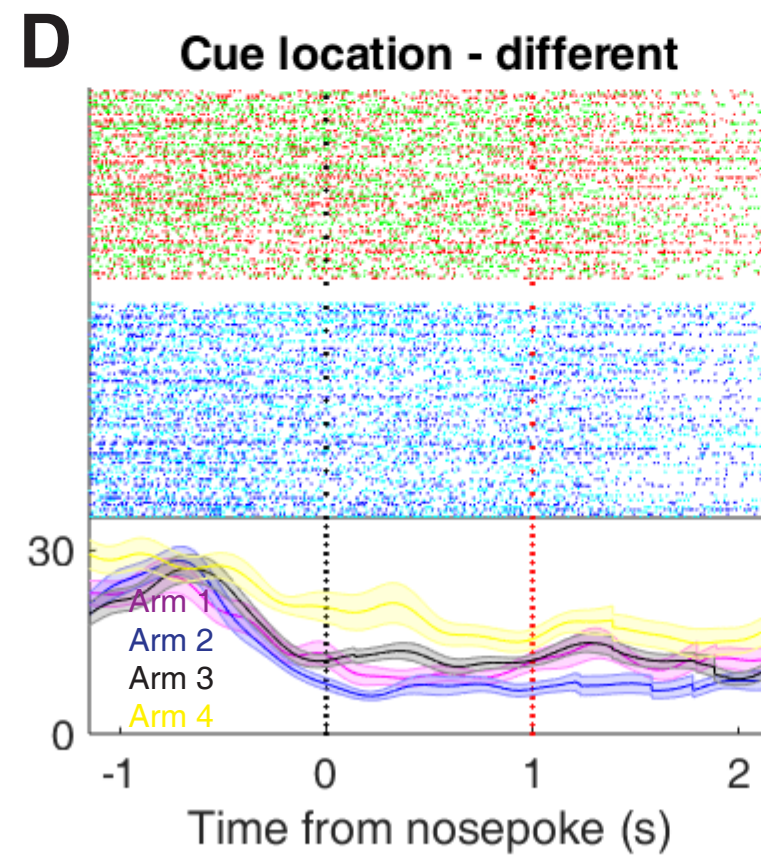 D
Cue location - different
30
Arm 1
Arm 2
Arm 3
Arm 4
0
-1 0 1 2
Time from nosepoke (s)